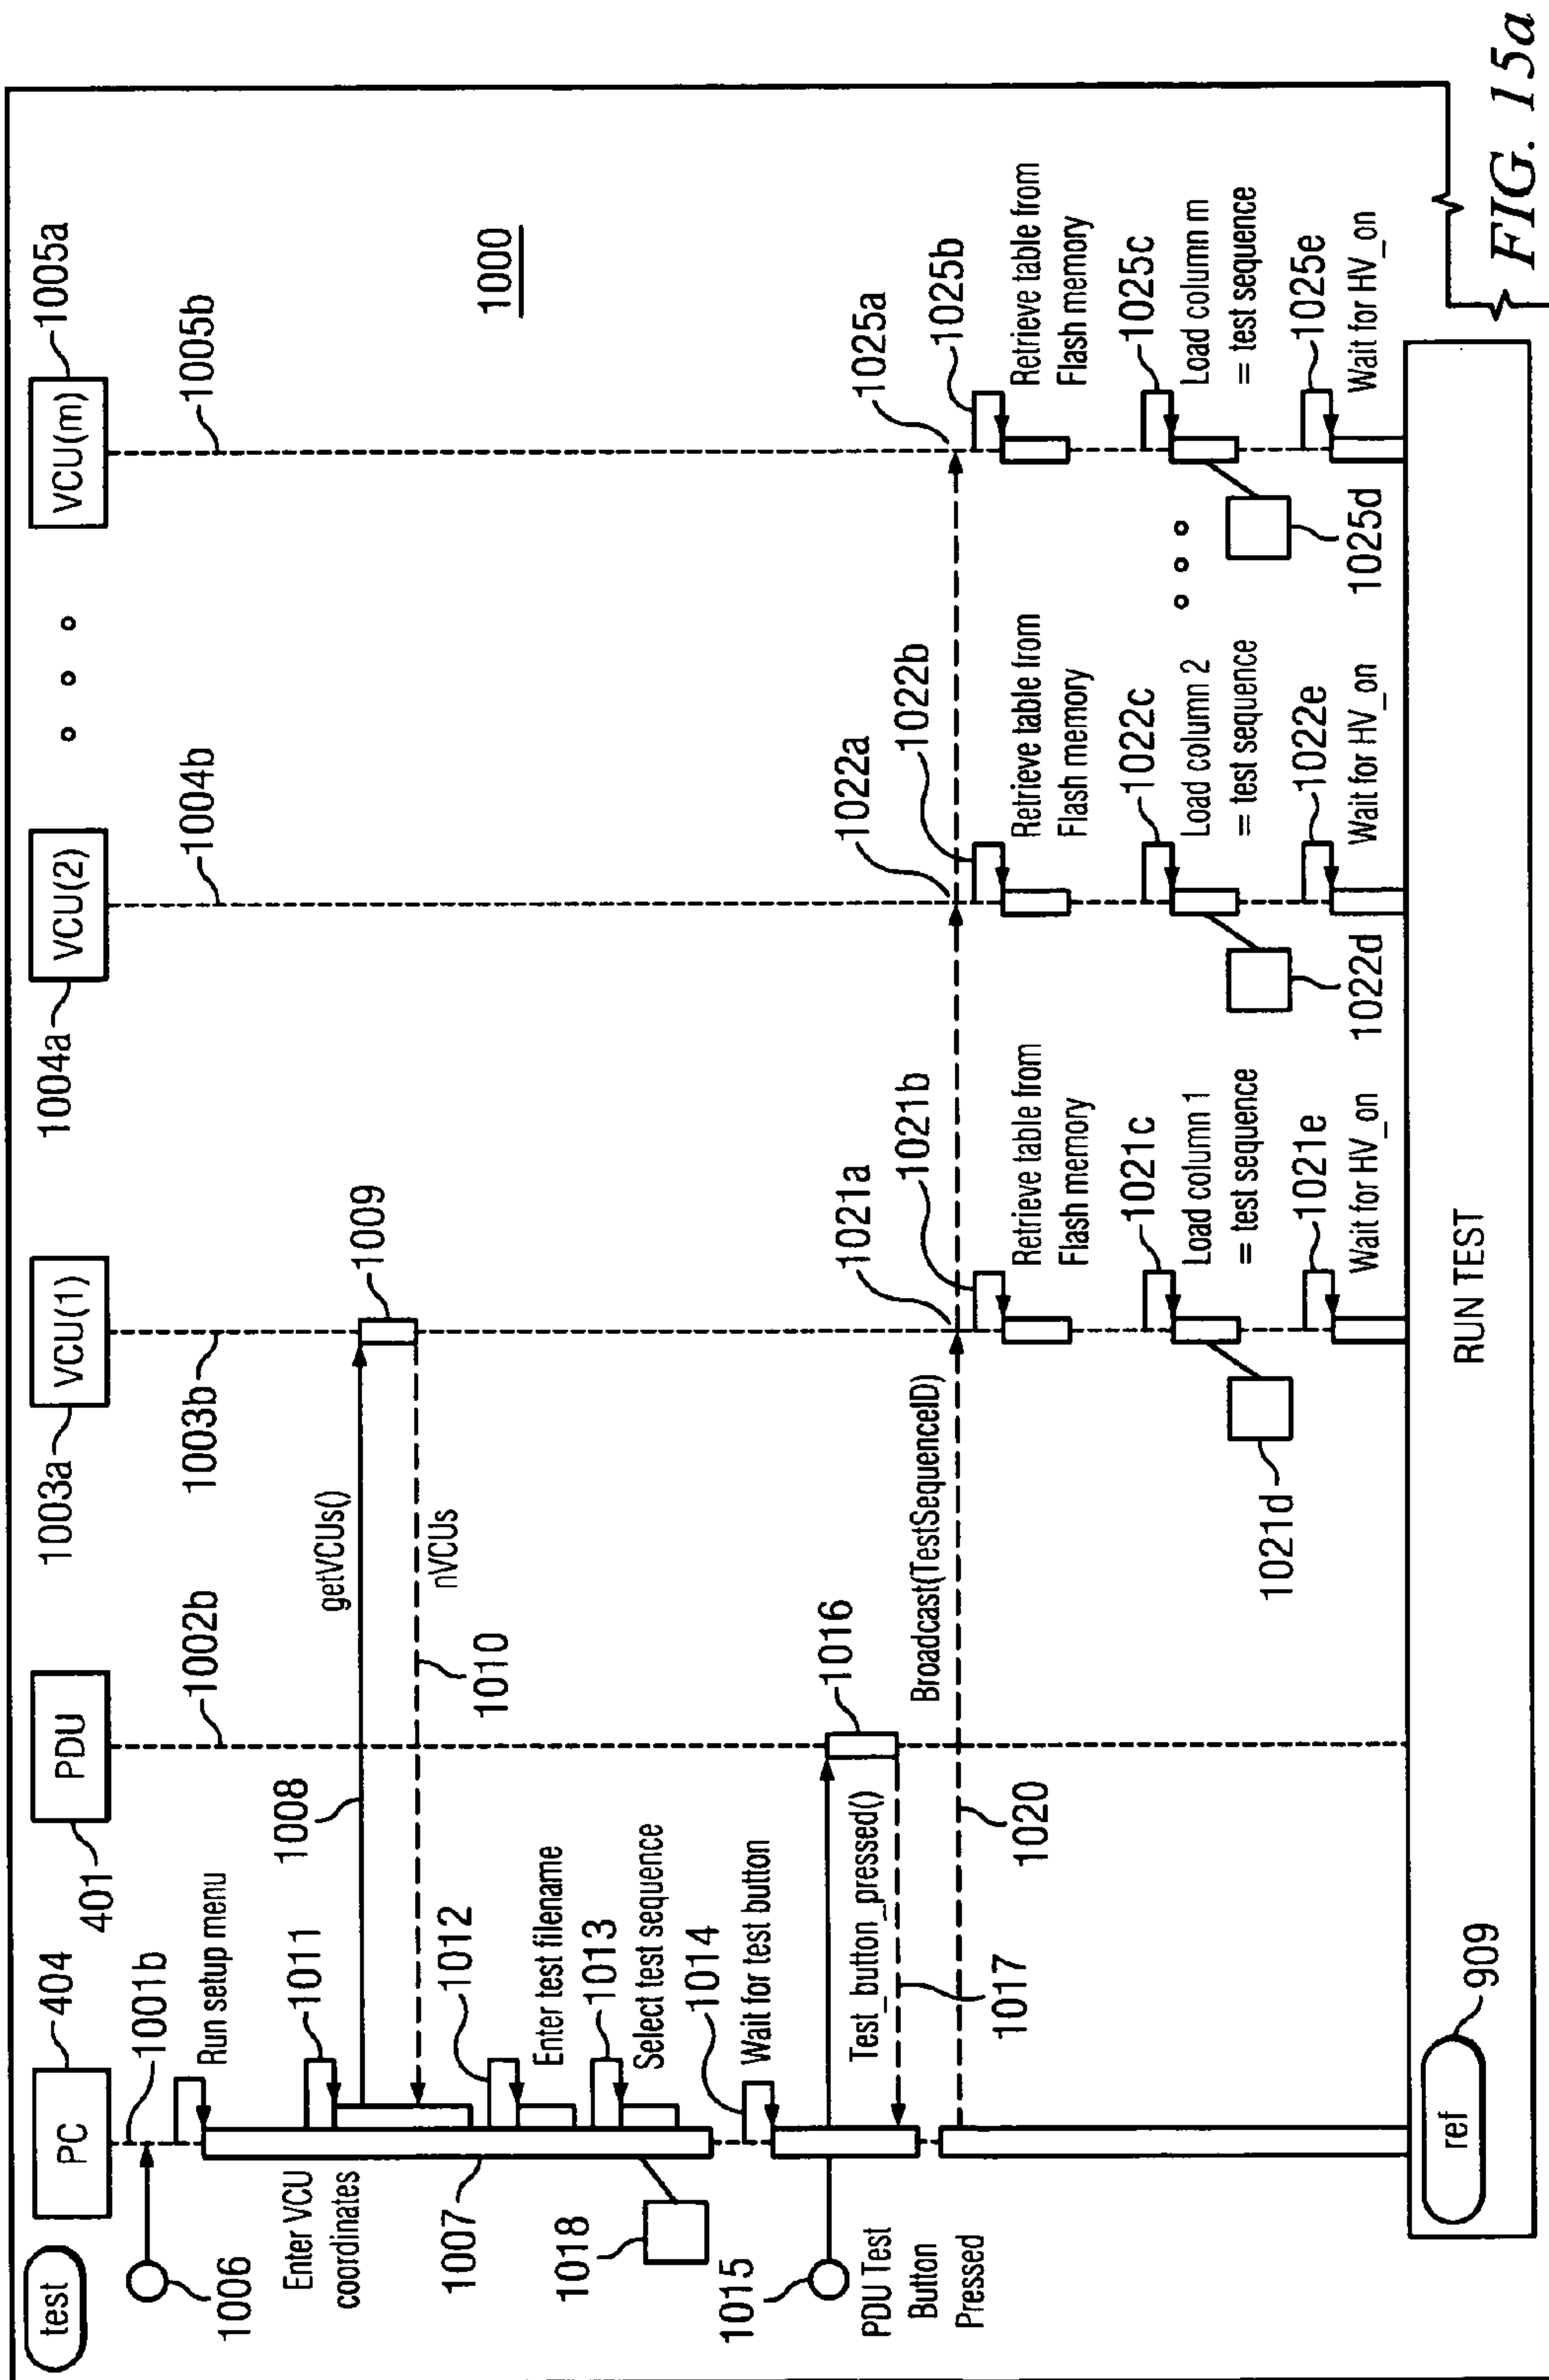 test
PC
404
PDU
401
VCU(1)
1003a
VCU(2)
1004a
VCU(m)
1005a
1001b
1002b
1003b
1004b
1005b
1006
Run setup menu
Enter VCU
coordinates
1011
1008
getVCUs()
1009
nVCUs
1010
1000
1007
1012
Enter test filename
1013
Select test sequence
1018
1014
Wait for test button
1015
PDU Test
Button
Pressed
1016
Test_button_pressed()
1017
Broadcast(TestSequenceID)
1020
1021a
1022a
1025a
1021b
1022b
1025b
Retrieve table from
Flash memory
Retrieve table from
Flash memory
Retrieve table from
Flash memory
1021c
Load column 1
= test sequence
1022c
Load column 2
= test sequence
1025c
Load column m
= test sequence
1021d
1022d
1025d
1021e
Wait for HV_on
1022e
Wait for HV_on
1025e
Wait for HV_on
ref
909
RUN TEST
FIG. 15a